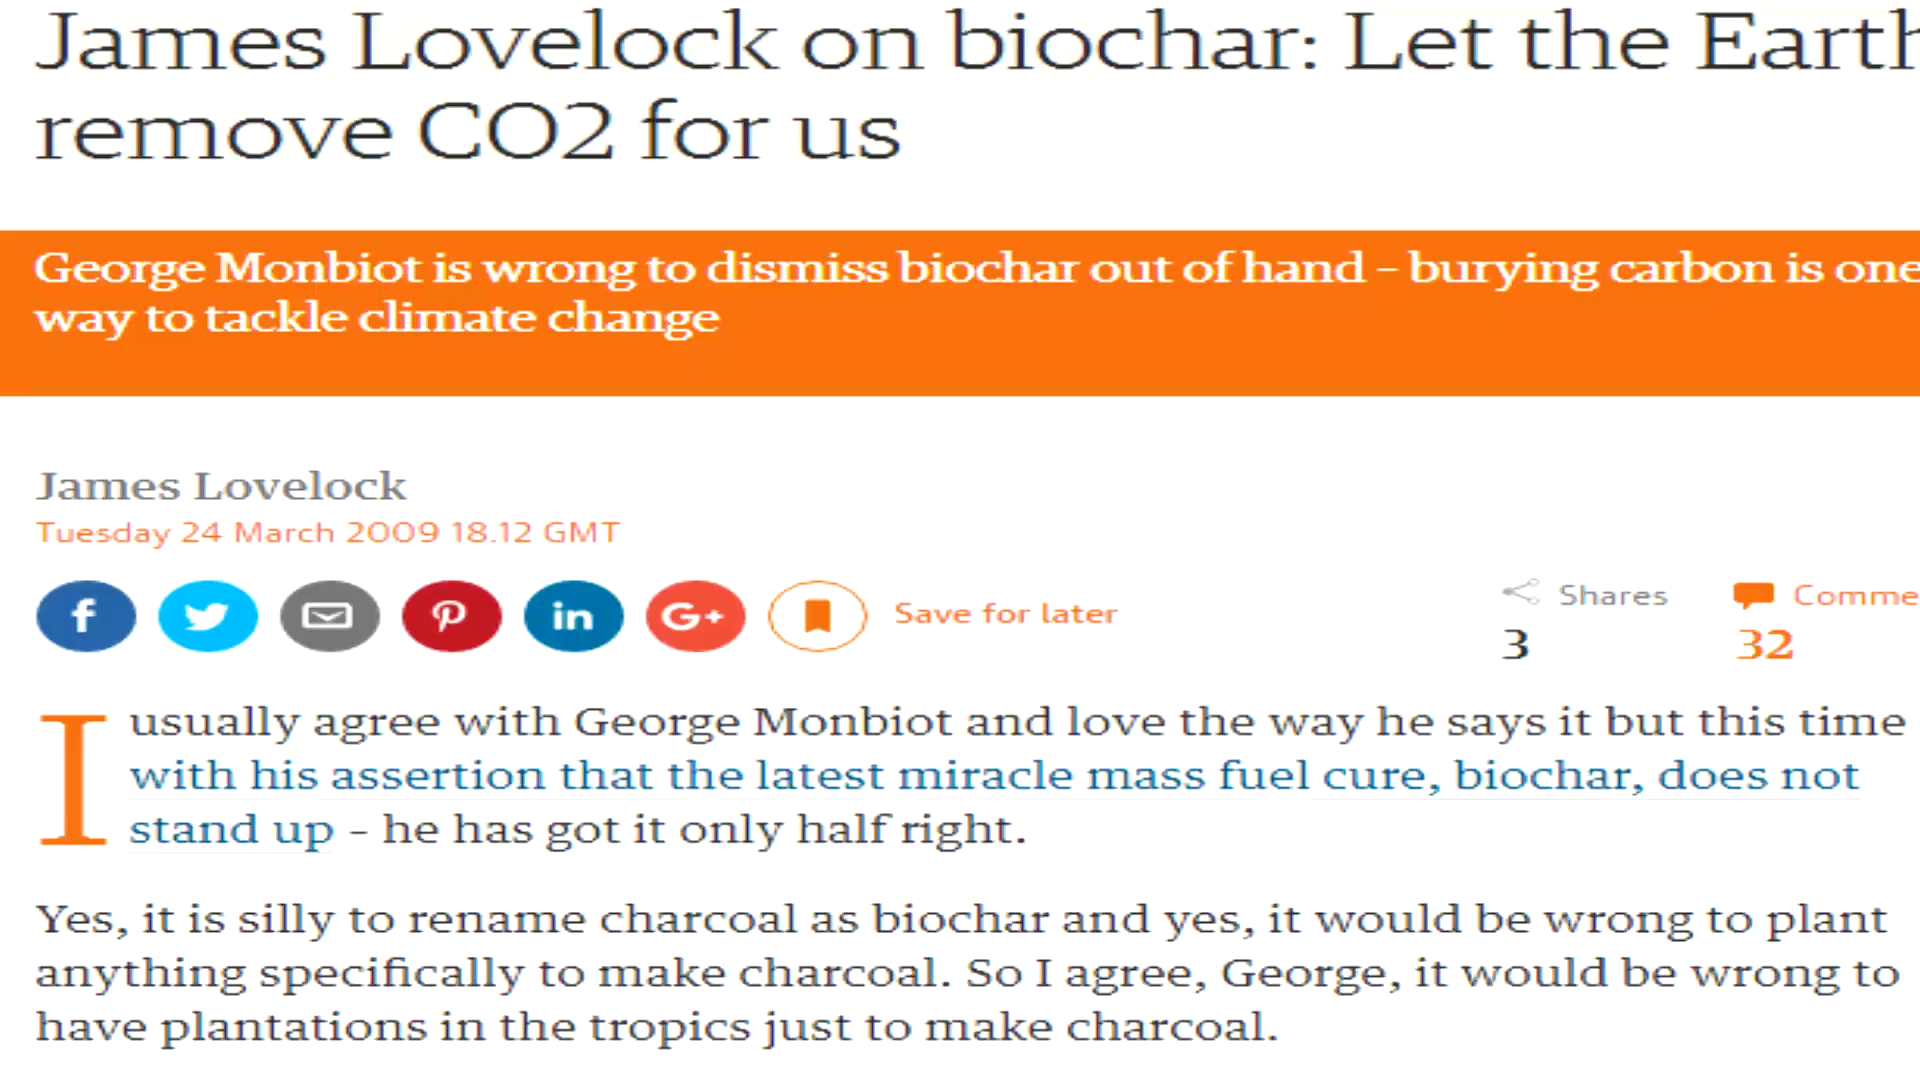 James Lovelock on biochar: Let the Earth
remove CO2 for us
George Monbiot is wrong to dismiss biochar out of hand – burying carbon is one
way to tackle climate change
James Lovelock
Tuesday 24 March 2009 18.12 GMT
Save for later
Shares
3
Comme
32
I usually agree with George Monbiot and love the way he says it but this time
with his assertion that the latest miracle mass fuel cure, biochar, does not
stand up – he has got it only half right.
Yes, it is silly to rename charcoal as biochar and yes, it would be wrong to plant
anything specifically to make charcoal. So I agree, George, it would be wrong to
have plantations in the tropics just to make charcoal.